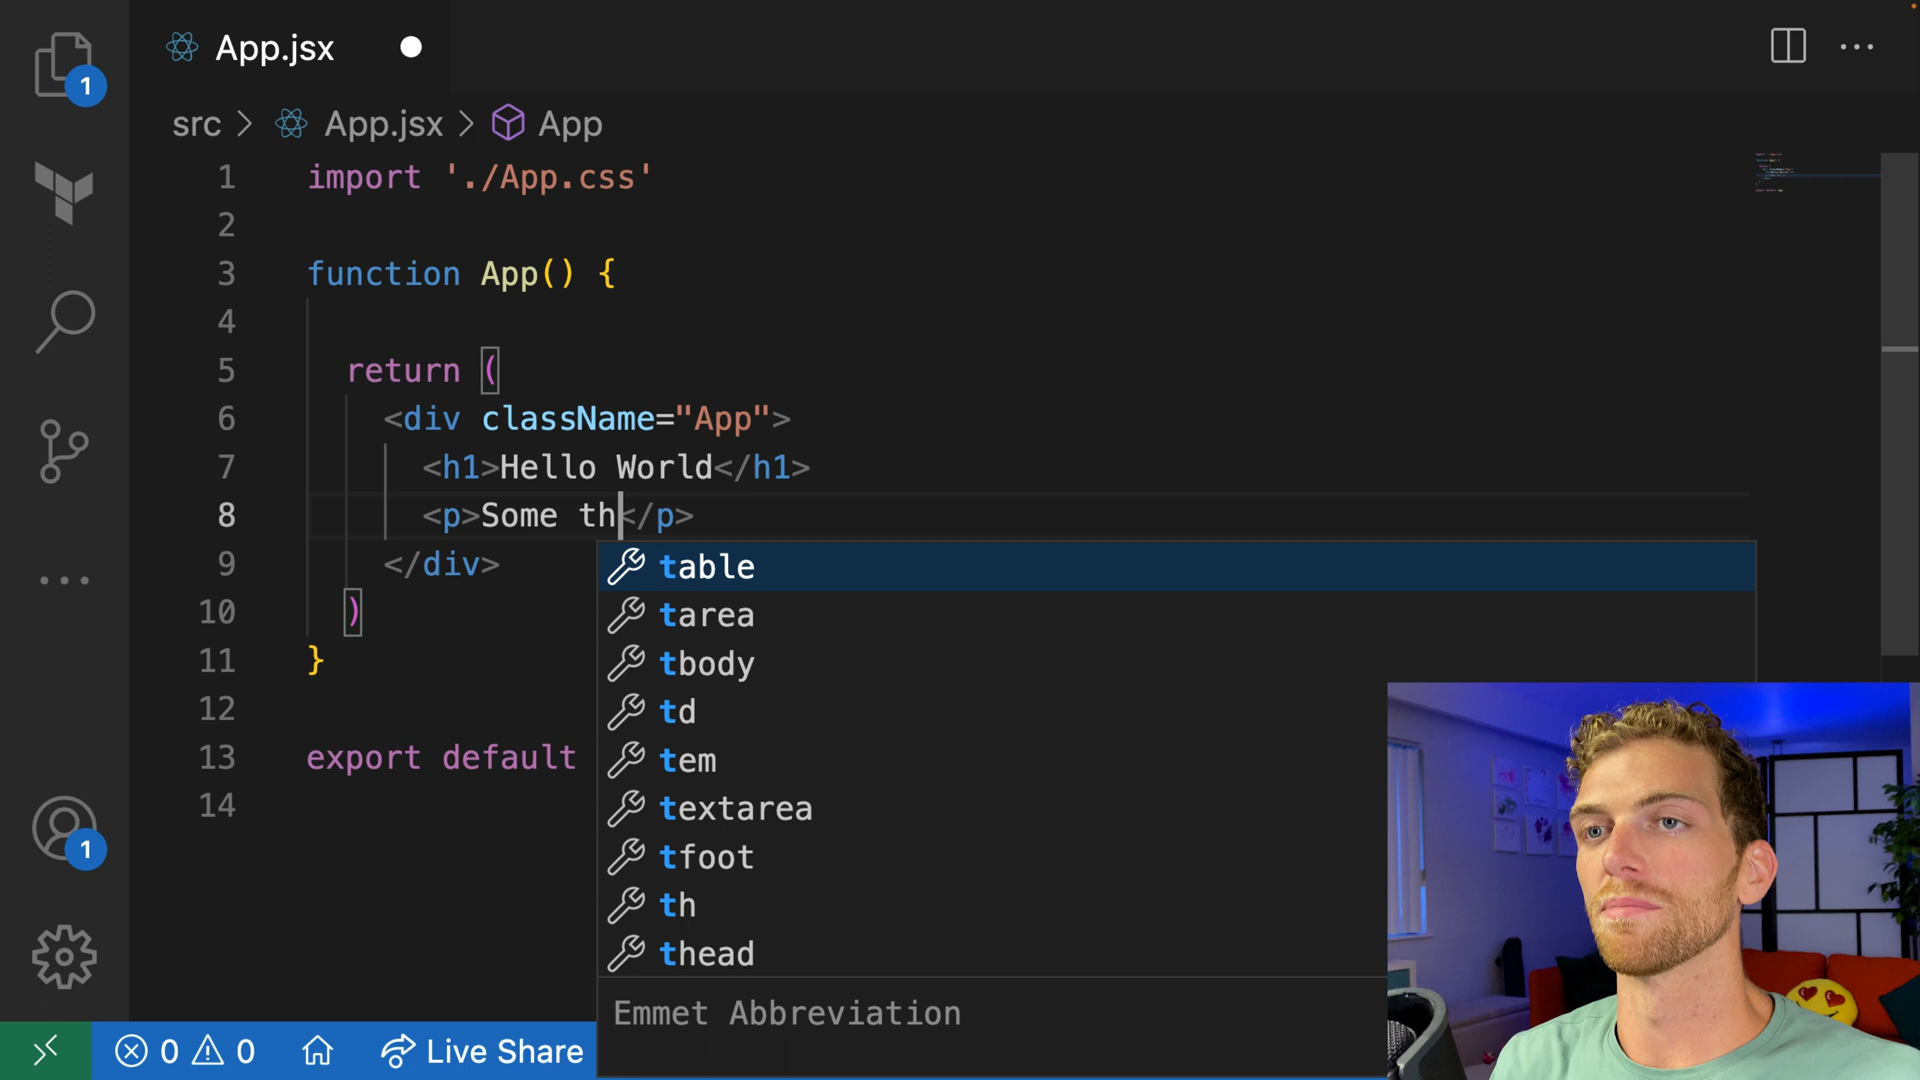 App.jsx
1
src > App.jsx > App
1 import './App.css'
2
3 function App() {
4
5 return (
6 <div className="App">
7 <h1>Hello World</h1>
8 <p>Some th</p>
9 </div>
10 )
11 }
12
13 export default
14
table
tarea
tbody
td
tem
textarea
tfoot
th
thead
Emmet Abbreviation
1
0 0 Live Share